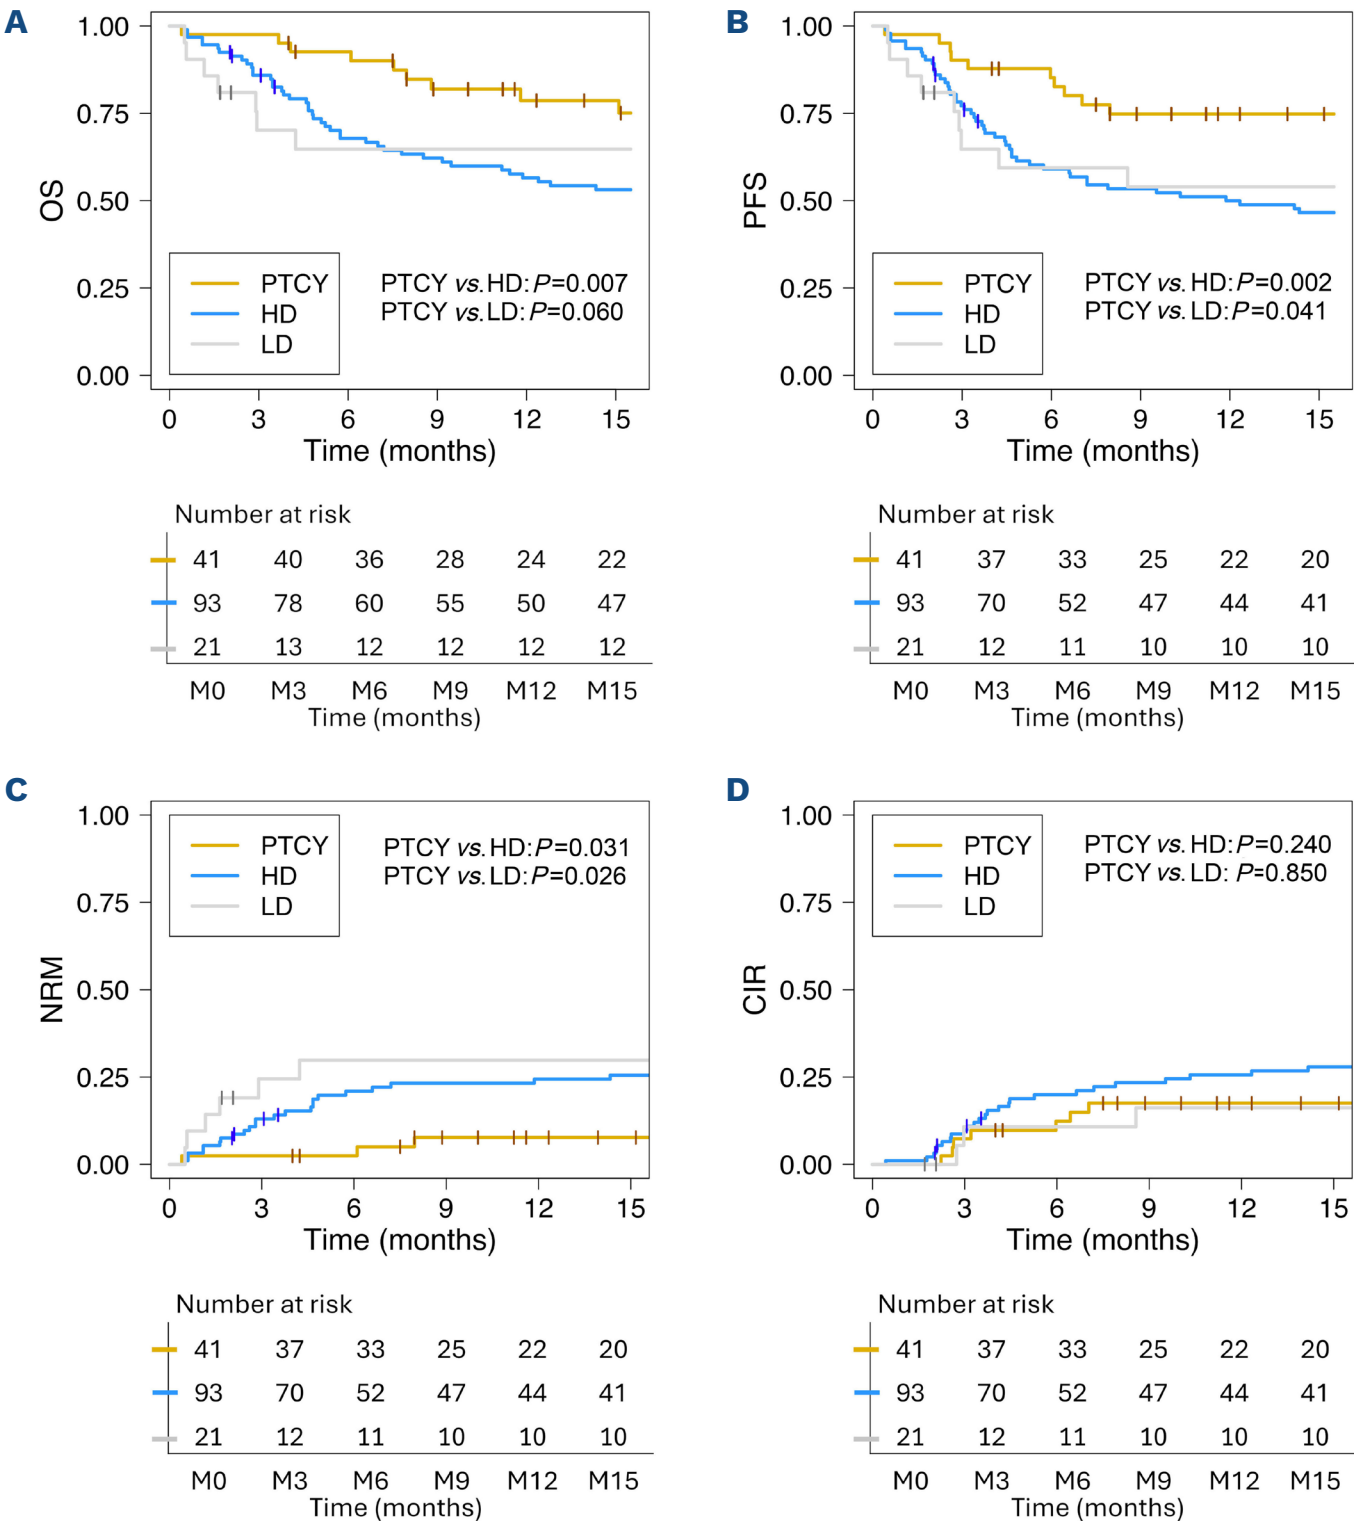 A
1.00
0.75
0.50
0.25
0.00
OS
PTCY
HD
LD
PTCY vs. HD: P=0.007
PTCY vs. LD: P=0.060
0 3 6 9 12 15
Time (months)
Number at risk
41 40 36 28 24 22
93 78 60 55 50 47
21 13 12 12 12 12
M0 M3 M6 M9 M12 M15
Time (months)
B
1.00
0.75
0.50
0.25
0.00
PFS
PTCY
HD
LD
PTCY vs. HD: P=0.002
PTCY vs. LD: P=0.041
0 3 6 9 12 15
Time (months)
Number at risk
41 37 33 25 22 20
93 70 52 47 44 41
21 12 11 10 10 10
M0 M3 M6 M9 M12 M15
Time (months)
C
1.00
0.75
0.50
0.25
0.00
NRM
PTCY
HD
LD
PTCY vs. HD: P=0.031
PTCY vs. LD: P=0.026
0 3 6 9 12 15
Time (months)
Number at risk
41 37 33 25 22 20
93 70 52 47 44 41
21 12 11 10 10 10
M0 M3 M6 M9 M12 M15
Time (months)
D
1.00
0.75
0.50
0.25
0.00
CIR
PTCY
HD
LD
PTCY vs. HD: P=0.240
PTCY vs. LD: P=0.850
0 3 6 9 12 15
Time (months)
Number at risk
41 37 33 25 22 20
93 70 52 47 44 41
21 12 11 10 10 10
M0 M3 M6 M9 M12 M15
Time (months)